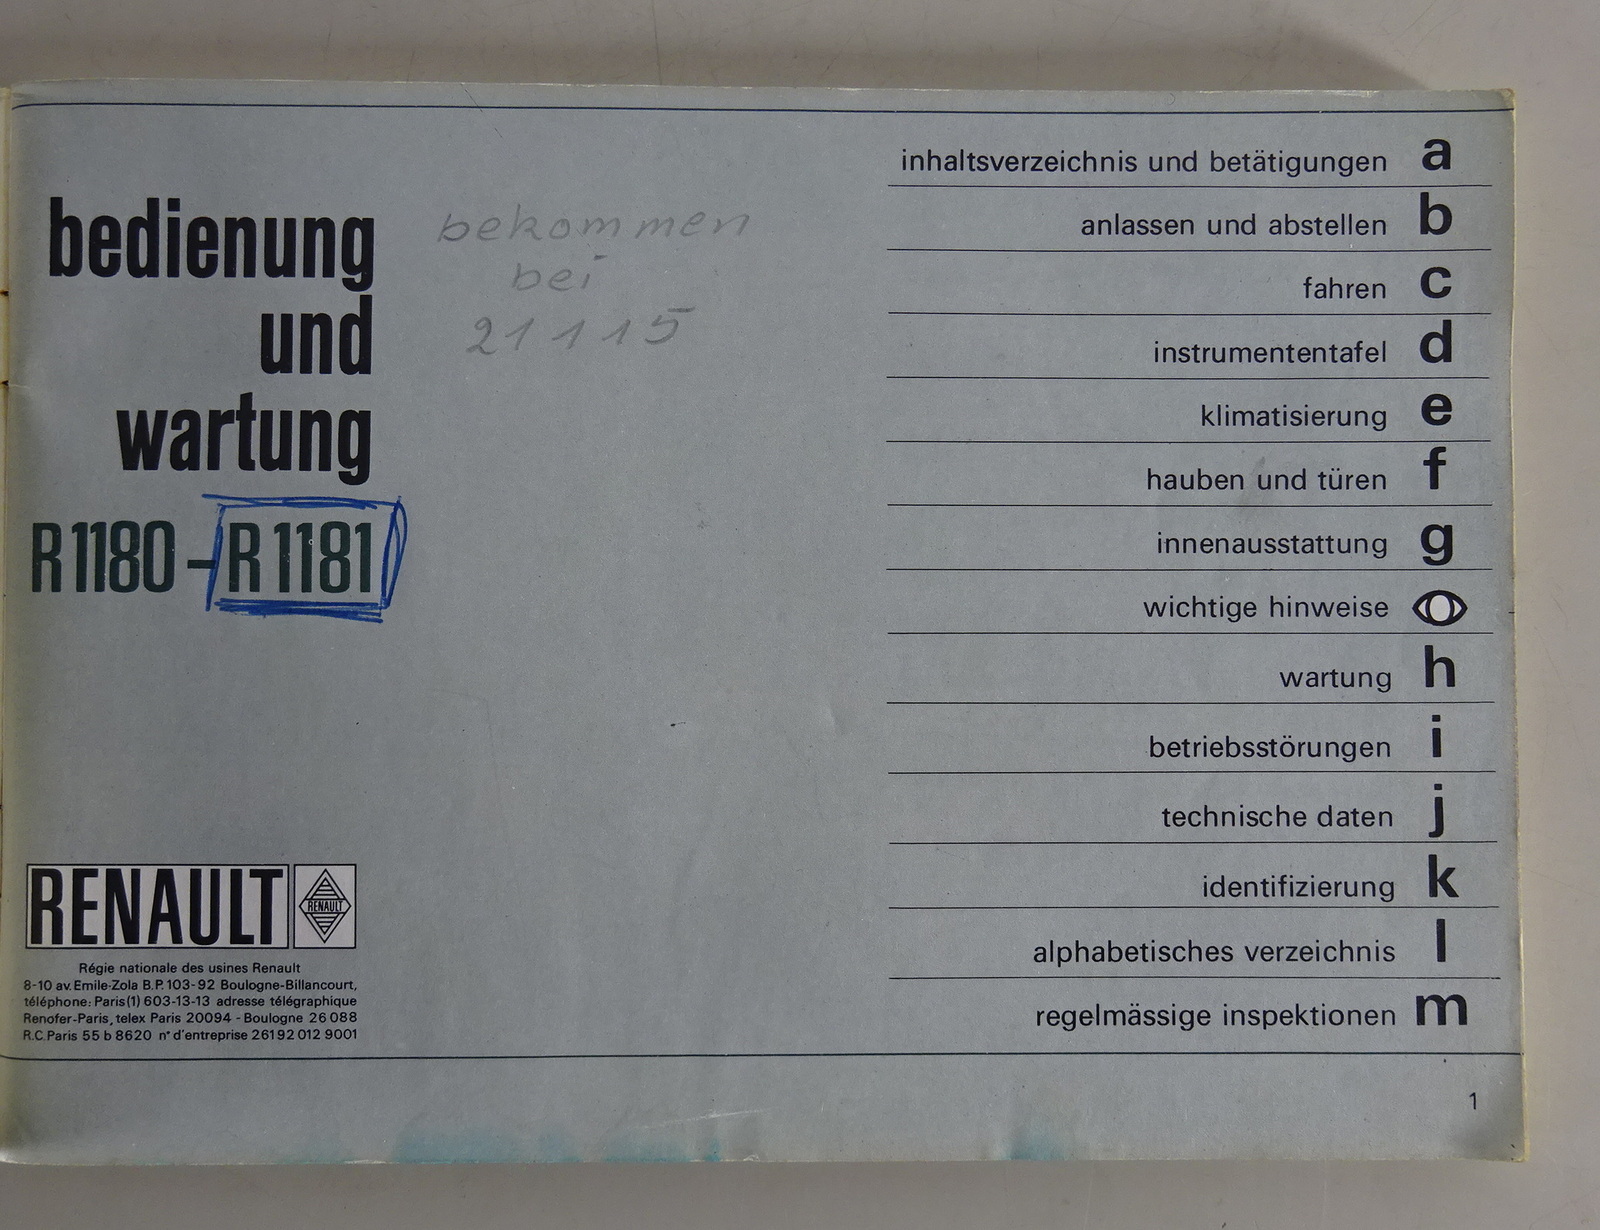 bedienung
und
wartung
R 1180 - R 1181
bekommen
bei
21115
RENAULT
RENAULT
Régie nationale des usines Renault
8-10 av. Emile-Zola B.P. 103-92 Boulogne-Billancourt,
téléphone: Paris (1) 603-13-13 adresse télégraphique
Renofer-Paris, telex Paris 20094 - Boulogne 26 088
R.C. Paris 55 b 8620 n° d'entreprise 261 92 012 9001
inhaltsverzeichnis und betätigungen a
anlassen und abstellen b
fahren c
instrumententafel d
klimatisierung e
hauben und türen f
innenausstattung g
wichtige hinweise
wartung h
betriebsstörungen i
technische daten j
identifizierung k
alphabetisches verzeichnis l
regelmässige inspektionen m
1